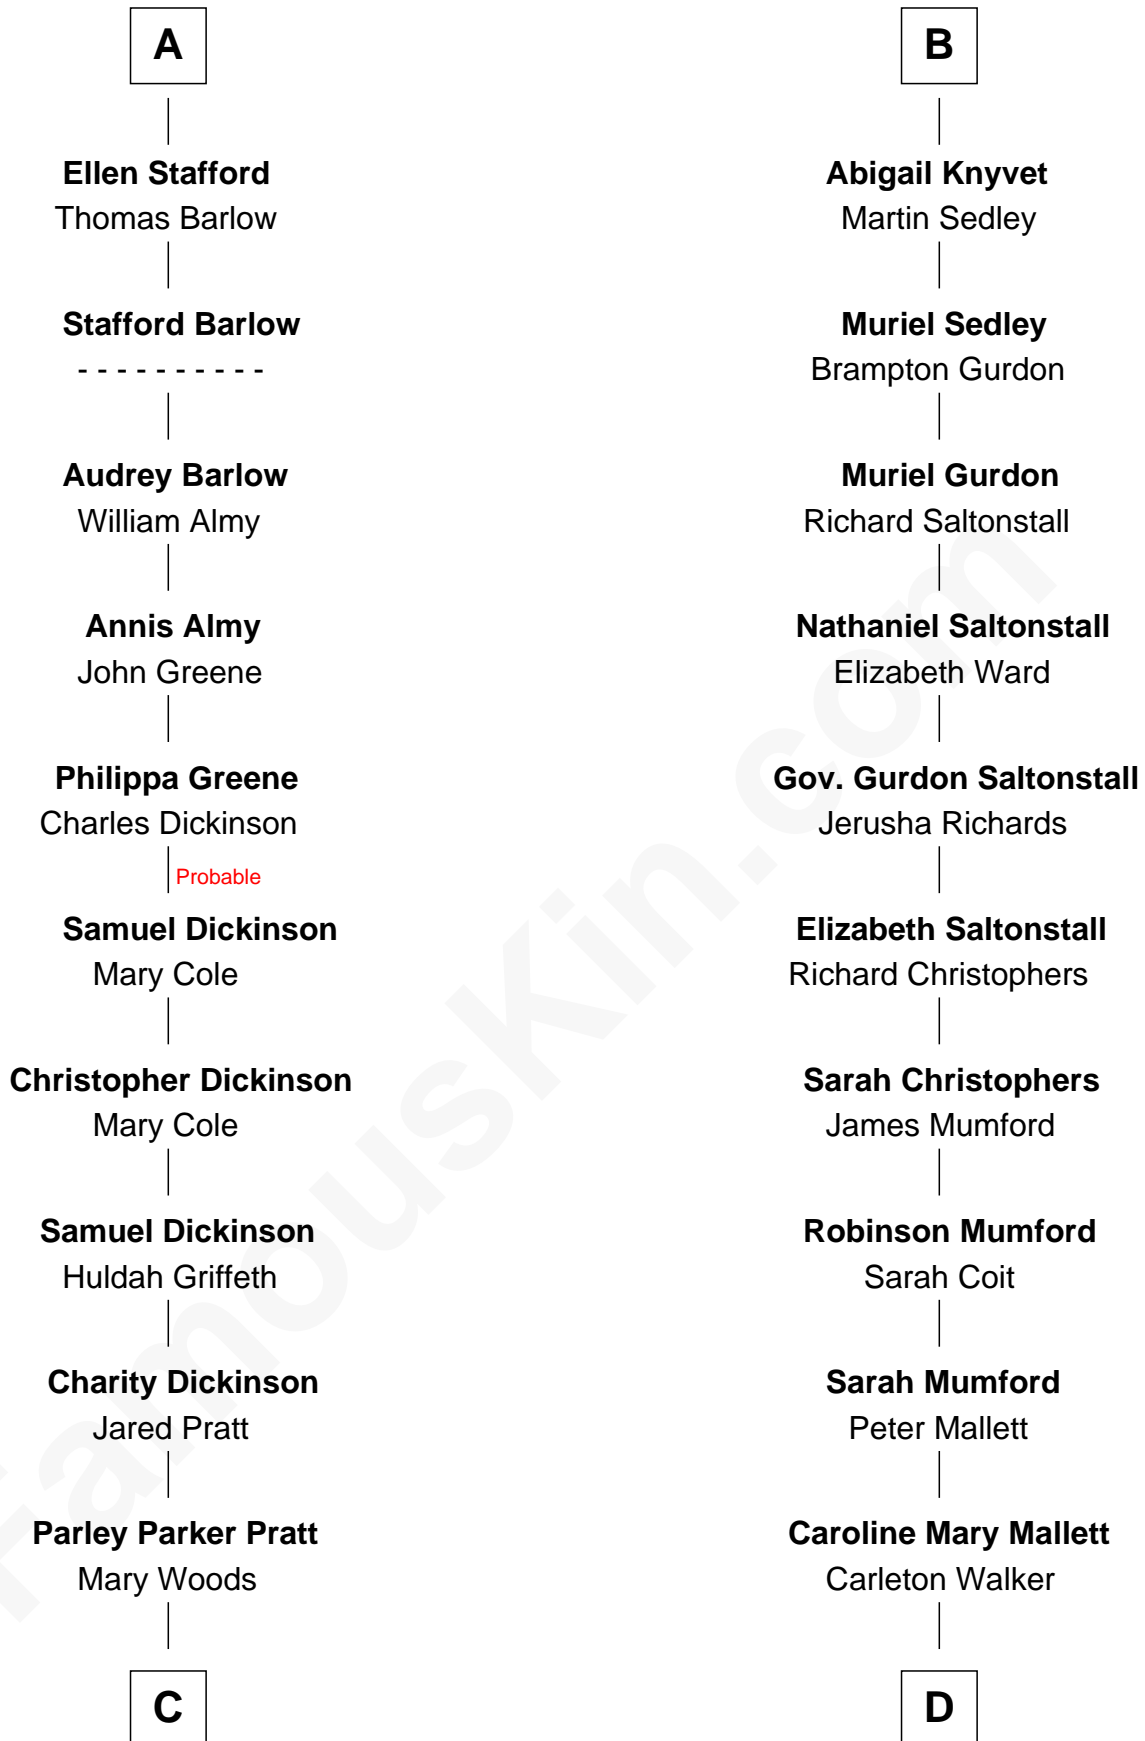 A
Ellen Stafford
Thomas Barlow
Stafford Barlow
- - - - - - - - - -
Audrey Barlow
William Almy
Annis Almy
John Greene
Philippa Greene
Charles Dickinson
Probable
Samuel Dickinson
Mary Cole
Christopher Dickinson
Mary Cole
Samuel Dickinson
Huldah Griffeth
Charity Dickinson
Jared Pratt
Parley Parker Pratt
Mary Woods
C
B
Abigail Knyvet
Martin Sedley
Muriel Sedley
Brampton Gurdon
Muriel Gurdon
Richard Saltonstall
Nathaniel Saltonstall
Elizabeth Ward
Gov. Gurdon Saltonstall
Jerusha Richards
Elizabeth Saltonstall
Richard Christophers
Sarah Christophers
James Mumford
Robinson Mumford
Sarah Coit
Sarah Mumford
Peter Mallett
Caroline Mary Mallett
Carleton Walker
D
FamousKin.com